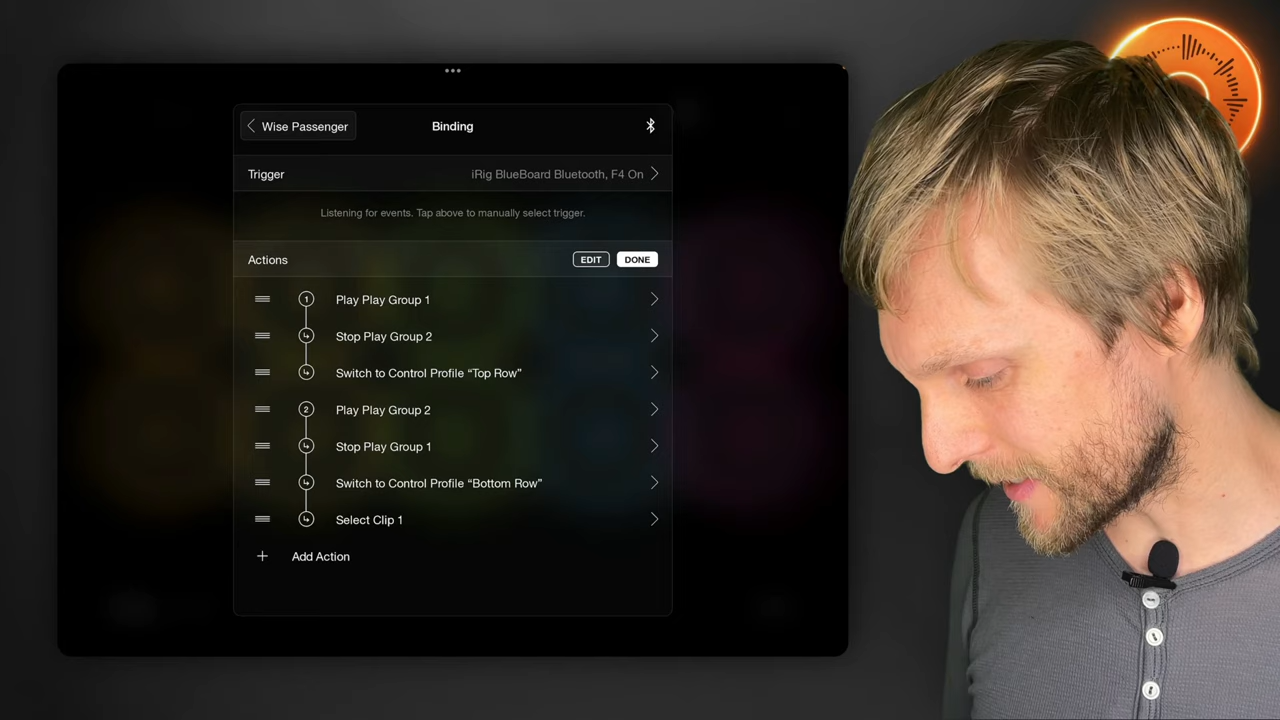 Wise Passenger
Binding
Trigger
iRig BlueBoard Bluetooth, F4 On
Listening for events. Tap above to manually select trigger.
Actions
EDIT
DONE
1
Play Play Group 1
Stop Play Group 2
Switch to Control Profile “Top Row”
2
Play Play Group 2
Stop Play Group 1
Switch to Control Profile “Bottom Row”
Select Clip 1
+ Add Action